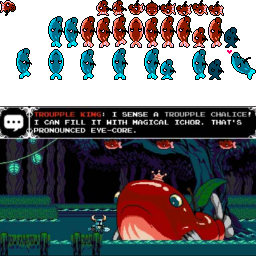 TROUPPLE KING: I SENSE A TROUPPLE CHALICE!
I CAN FILL IT WITH MAGICAL ICHOR. THAT'S
PRONOUNCED EYE-CORE.